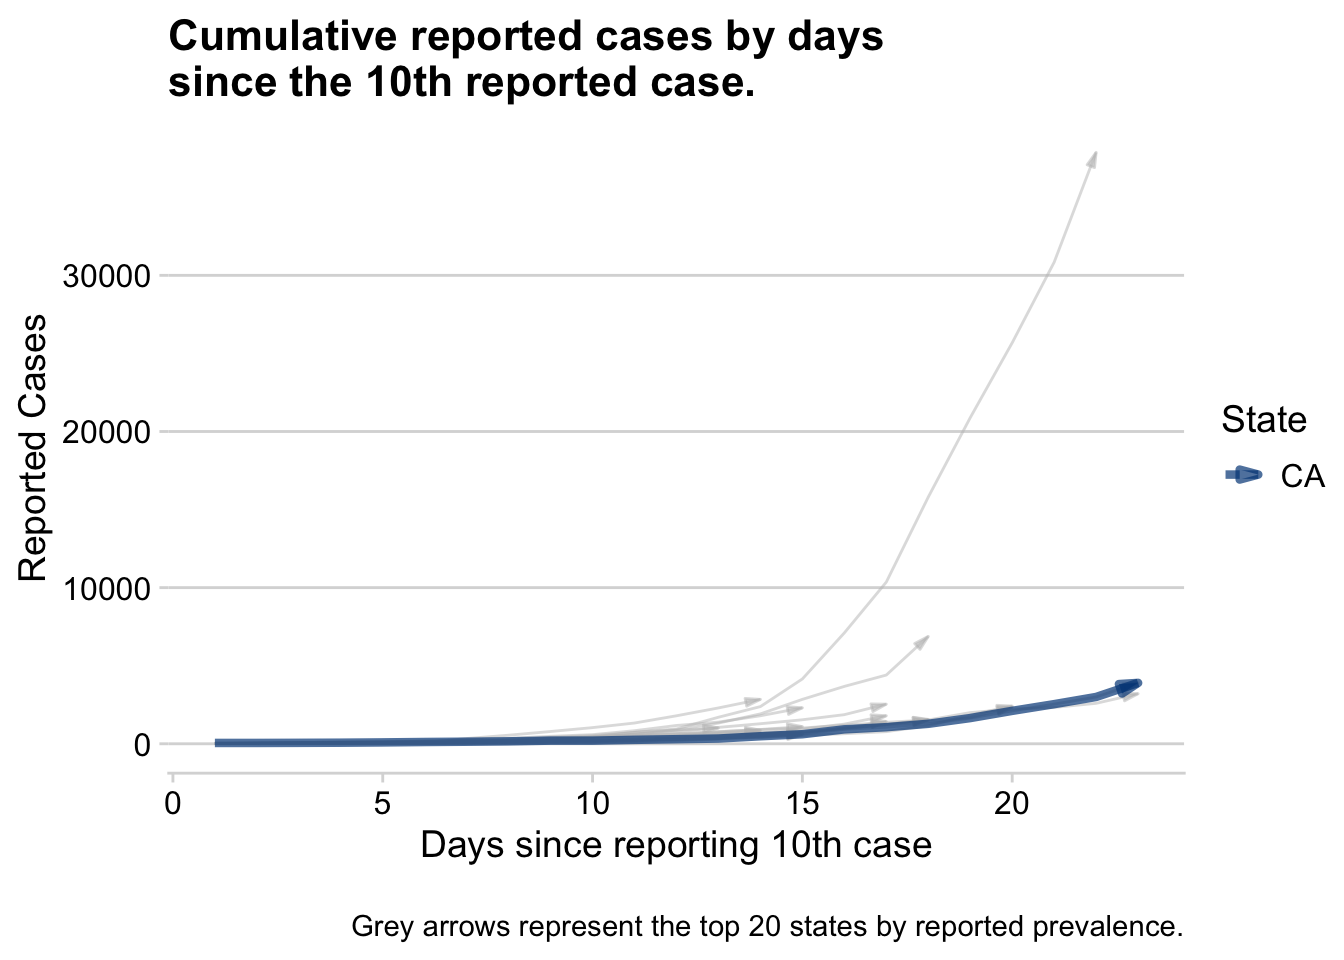 Cumulative reported cases by days
since the 10th reported case.
Reported Cases
30000
20000
10000
0
0 5 10 15 20
Days since reporting 10th case
State
CA
Grey arrows represent the top 20 states by reported prevalence.